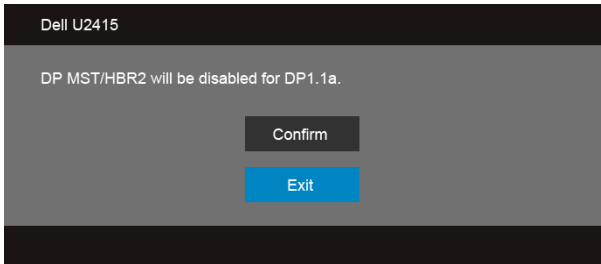 Dell U2415
DP MST/HBR2 will be disabled for DP1.1a.
Confirm
Exit